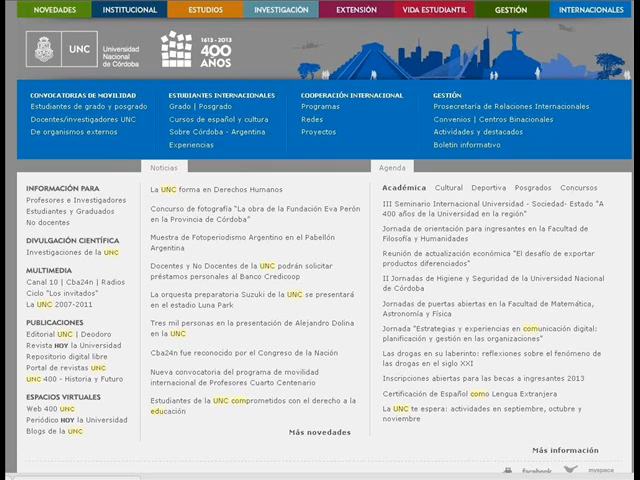 NOVEDADES INSTITUCIONAL ESTUDIOS INVESTIGACIÓN EXTENSIÓN VIDA ESTUDIANTIL GESTIÓN INTERNACIONALES
UNC
Universidad
Nacional
de Córdoba
1613 - 2013
400
AÑOS
CONVOCATORIAS DE MOVILIDAD
Estudiantes de grado y posgrado
Docentes/investigadores UNC
De organismos externos
ESTUDIANTES INTERNACIONALES
Grado | Posgrado
Cursos de español y cultura
Sobre Córdoba - Argentina
Experiencias
COOPERACIÓN INTERNACIONAL
Programas
Redes
Proyectos
GESTIÓN
Prosecretaría de Relaciones Internacionales
Convenios | Centros Binacionales
Actividades y destacados
Boletín informativo
INFORMACIÓN PARA
Profesores e Investigadores
Estudiantes y Graduados
No docentes
DIVULGACIÓN CIENTÍFICA
Investigaciones de la UNC
MULTIMEDIA
Canal 10 | Cba24n | Radios
Ciclo "Los invitados"
La UNC 2007-2011
PUBLICACIONES
Editorial UNC | Deodoro
Revista HOY la Universidad
Repositorio digital libre
Portal de revistas UNC
UNC 400 - Historia y Futuro
ESPACIOS VIRTUALES
Web 400 UNC
Periódico HOY la Universidad
Blogs de la UNC
Noticias
La UNC forma en Derechos Humanos
Concurso de fotografía "La obra de la Fundación Eva Perón
en la Provincia de Córdoba"
Muestra de Fotoperiodismo Argentino en el Pabellón
Argentina
Docentes y No Docentes de la UNC podrán solicitar
préstamos personales al Banco Credicoop
La orquesta preparatoria Suzuki de la UNC se presentará
en el estadio Luna Park
Tres mil personas en la presentación de Alejandro Dolina
en la UNC
Cba24n fue reconocido por el Congreso de la Nación
Nueva convocatoria del programa de movilidad
internacional de Profesores Cuarto Centenario
Estudiantes de la UNC comprometidos con el derecho a la
educación
Más novedades
Agenda
Académica Cultural Deportiva Posgrados Concursos
III Seminario Internacional Universidad - Sociedad- Estado "A
400 años de la Universidad en la región"
Jornada de orientación para ingresantes en la Facultad de
Filosofía y Humanidades
Reunión de actualización económica "El desafío de exportar
productos diferenciados"
II Jornadas de Higiene y Seguridad de la Universidad Nacional
de Córdoba
Jornadas de puertas abiertas en la Facultad de Matemática,
Astronomía y Física
Jornada "Estrategias y experiencias en comunicación digital:
planificación y gestión en las organizaciones"
Las drogas en su laberinto: reflexiones sobre el fenómeno de
las drogas en el siglo XXI
Inscripciones abiertas para las becas a ingresantes 2013
Certificación de Español como Lengua Extranjera
La UNC te espera: actividades en septiembre, octubre y
noviembre
Más información
facebook myspace